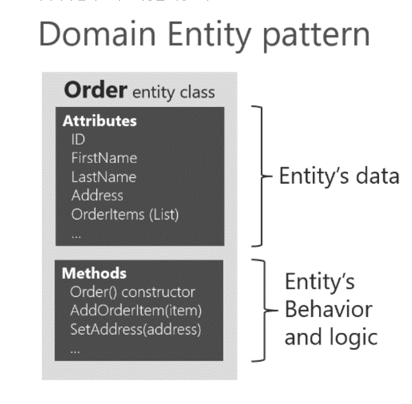 Domain Entity pattern
Order entity class
Attributes
ID
FirstName
LastName
Address
OrderItems (List)
...
Entity's data
Methods
Order() constructor
AddOrderItem(item)
SetAddress(address)
...
Entity's
Behavior
and logic